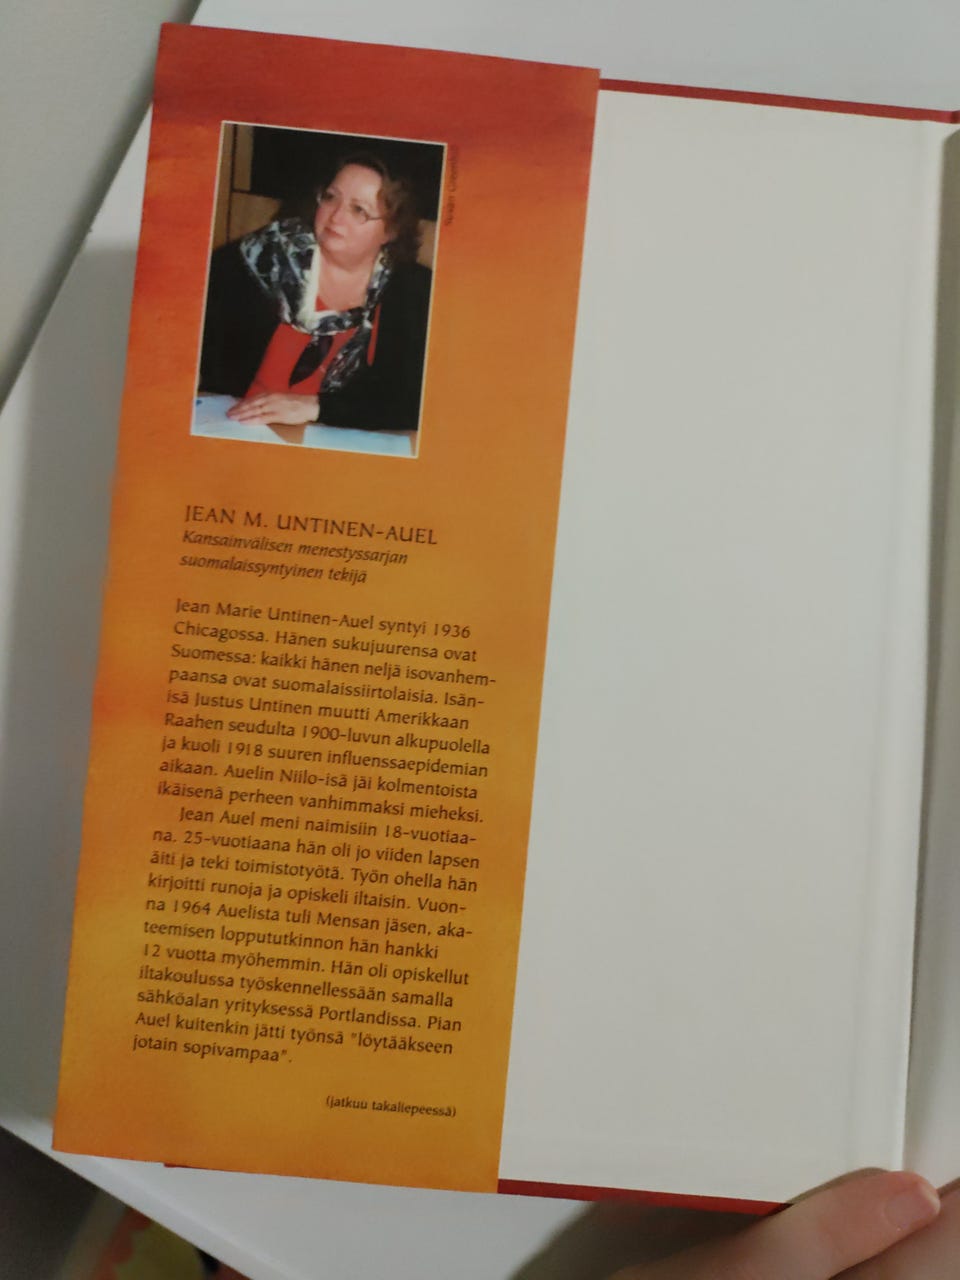 JEAN M. UNTINEN-AUEL
Kansainvälisen menestyssarjan
suomalaissyntyinen tekijä
Jean Marie Untinen-Auel syntyi 1936
Chicagossa. Hänen sukujuurensa ovat
Suomessa: kaikki hänen neljä isovanhem-
paansa ovat suomalaissiirtolaisia. Isän-
isä Justus Untinen muutti Amerikkaan
Raahen seudulta 1900-luvun alkupuolella
ja kuoli 1918 suuren influenssaepidemian
aikaan. Auelin Niilo-isä jäi kolmentoista
ikäisenä perheen vanhimmaksi mieheksi.
Jean Auel meni naimisiin 18-vuotiaa-
na. 25-vuotiaana hän oli jo viiden lapsen
äiti ja teki toimistotyötä. Työn ohella hän
kirjoitti runoja ja opiskeli iltaisin. Vuon-
na 1964 Auelista tuli Mensan jäsen, aka-
teemisen loppututkinnon hän hankki
12 vuotta myöhemmin. Hän oli opiskellut
iltakoulussa työskennellessään samalla
sähköalan yrityksessä Portlandissa. Pian
Auel kuitenkin jätti työnsä "löytääkseen
jotain sopivampaa".
(jatkuu takaliepeessä)